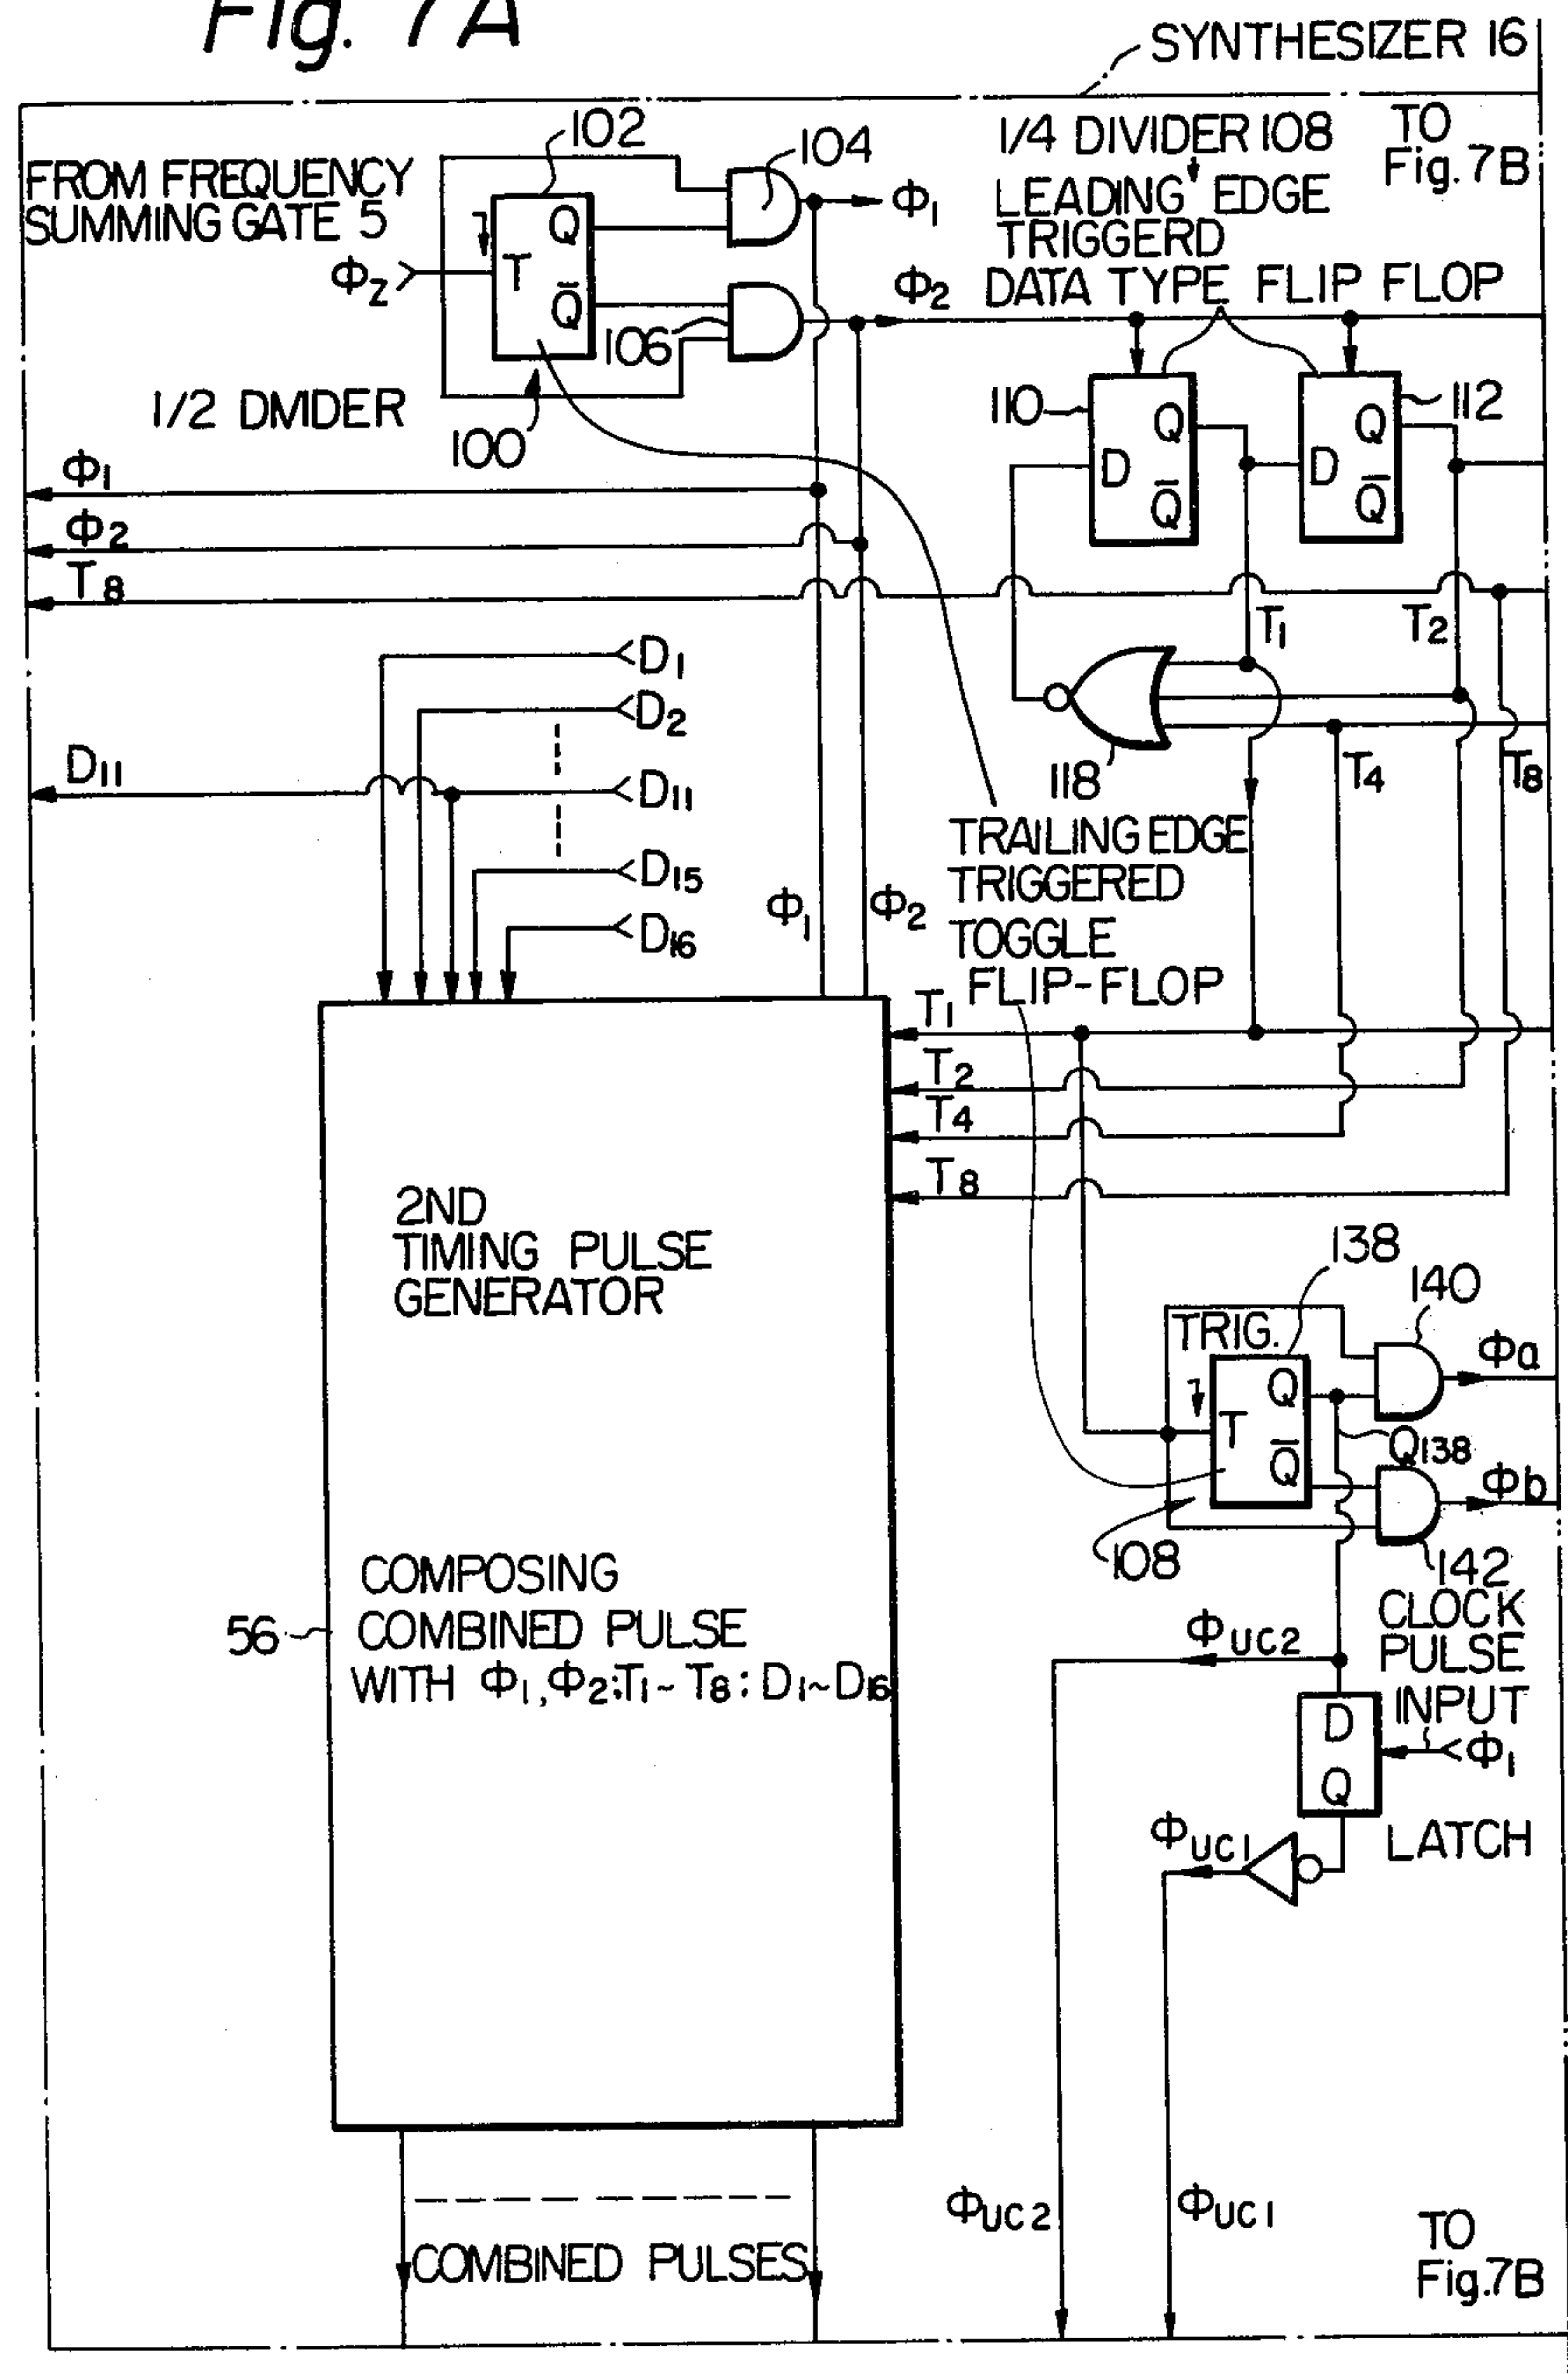 Fig. 7A
SYNTHESIZER 16
TO
Fig. 7B
FROM FREQUENCY
SUMMING GATE 5
102
104
Φ1
Q
T
Q̄
ΦZ
106
Φ2
1/2 DIVIDER
100
1/4 DIVIDER 108
LEADING EDGE
TRIGGERD
DATA TYPE FLIP FLOP
110
Q
D
Q̄
112
Q
D
Q̄
Φ1
Φ2
T8
T1
T2
D1
D2
D11
D11
D15
D16
118
T4
T8
Φ1
Φ2
TRAILING EDGE
TRIGGERED
TOGGLE
FLIP-FLOP
T1
T2
T4
T8
2ND
TIMING PULSE
GENERATOR
138
140
TRIG.
Q
T
Q̄
Φa
Q138
Φb
108
142
56
COMPOSING
COMBINED PULSE
WITH Φ1,Φ2;T1~T8:D1~D16
CLOCK
PULSE
INPUT
Φ1
ΦUC2
D
Q
LATCH
ΦUC1
ΦUC2
ΦUC1
COMBINED PULSES
TO
Fig.7B